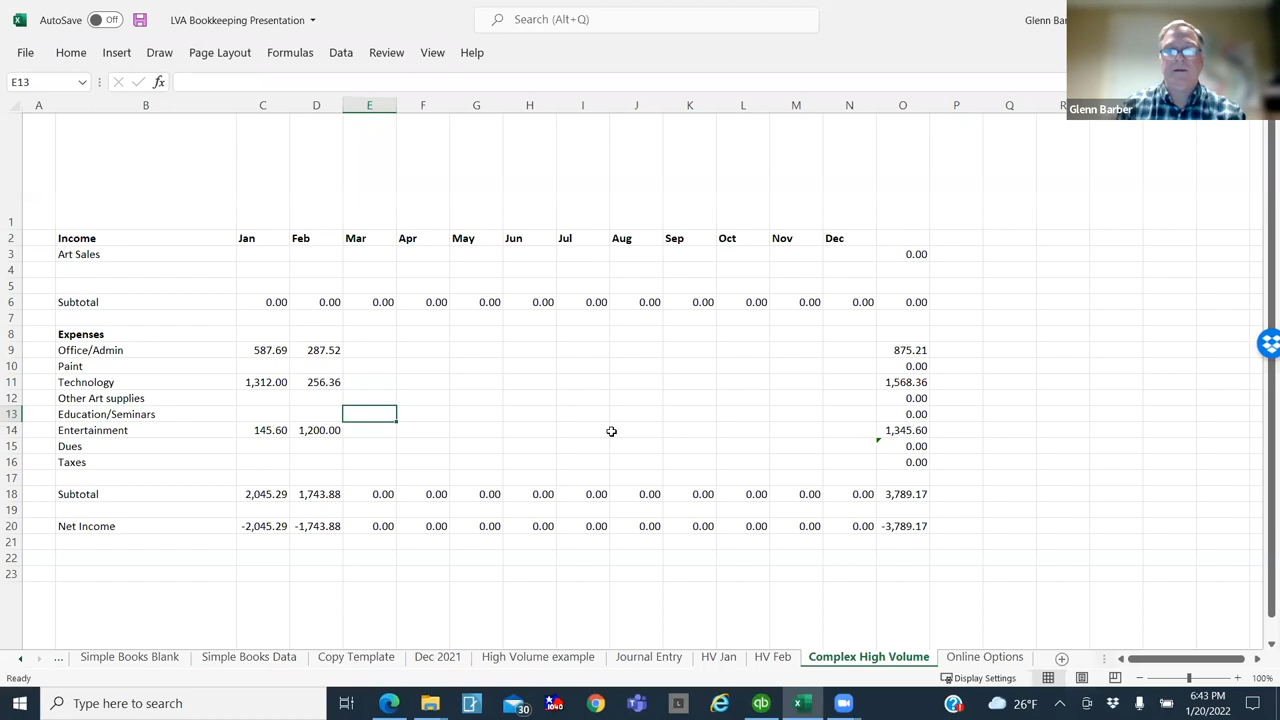 AutoSave Off LVA Bookkeeping Presentation Search (Alt+Q) Glenn Ba
File Home Insert Draw Page Layout Formulas Data Review View Help
E13 fx
Glenn Barber
A B C D E F G H I J K L M N O P Q R
1
2 Income Jan Feb Mar Apr May Jun Jul Aug Sep Oct Nov Dec
3 Art Sales 0.00
4
5
6 Subtotal 0.00 0.00 0.00 0.00 0.00 0.00 0.00 0.00 0.00 0.00 0.00 0.00 0.00
7
8 Expenses
9 Office/Admin 587.69 287.52 875.21
10 Paint 0.00
11 Technology 1,312.00 256.36 1,568.36
12 Other Art supplies 0.00
13 Education/Seminars 0.00
14 Entertainment 145.60 1,200.00 1,345.60
15 Dues 0.00
16 Taxes 0.00
17
18 Subtotal 2,045.29 1,743.88 0.00 0.00 0.00 0.00 0.00 0.00 0.00 0.00 0.00 0.00 3,789.17
19
20 Net Income -2,045.29 -1,743.88 0.00 0.00 0.00 0.00 0.00 0.00 0.00 0.00 0.00 0.00 -3,789.17
21
22
23
... Simple Books Blank Simple Books Data Copy Template Dec 2021 High Volume example Journal Entry HV Jan HV Feb Complex High Volume Online Options
Ready Display Settings 100%
Type here to search 30 1040 L qb 26°F 6:43 PM
1/20/2022